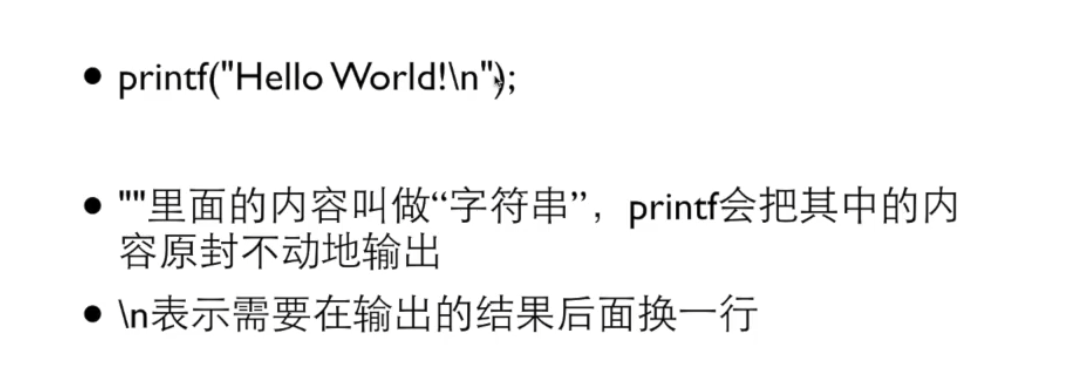 • printf("Hello World!\n");
• ""里面的内容叫做“字符串”，printf会把其中的内
容原封不动地输出
• \n表示需要在输出的结果后面换一行